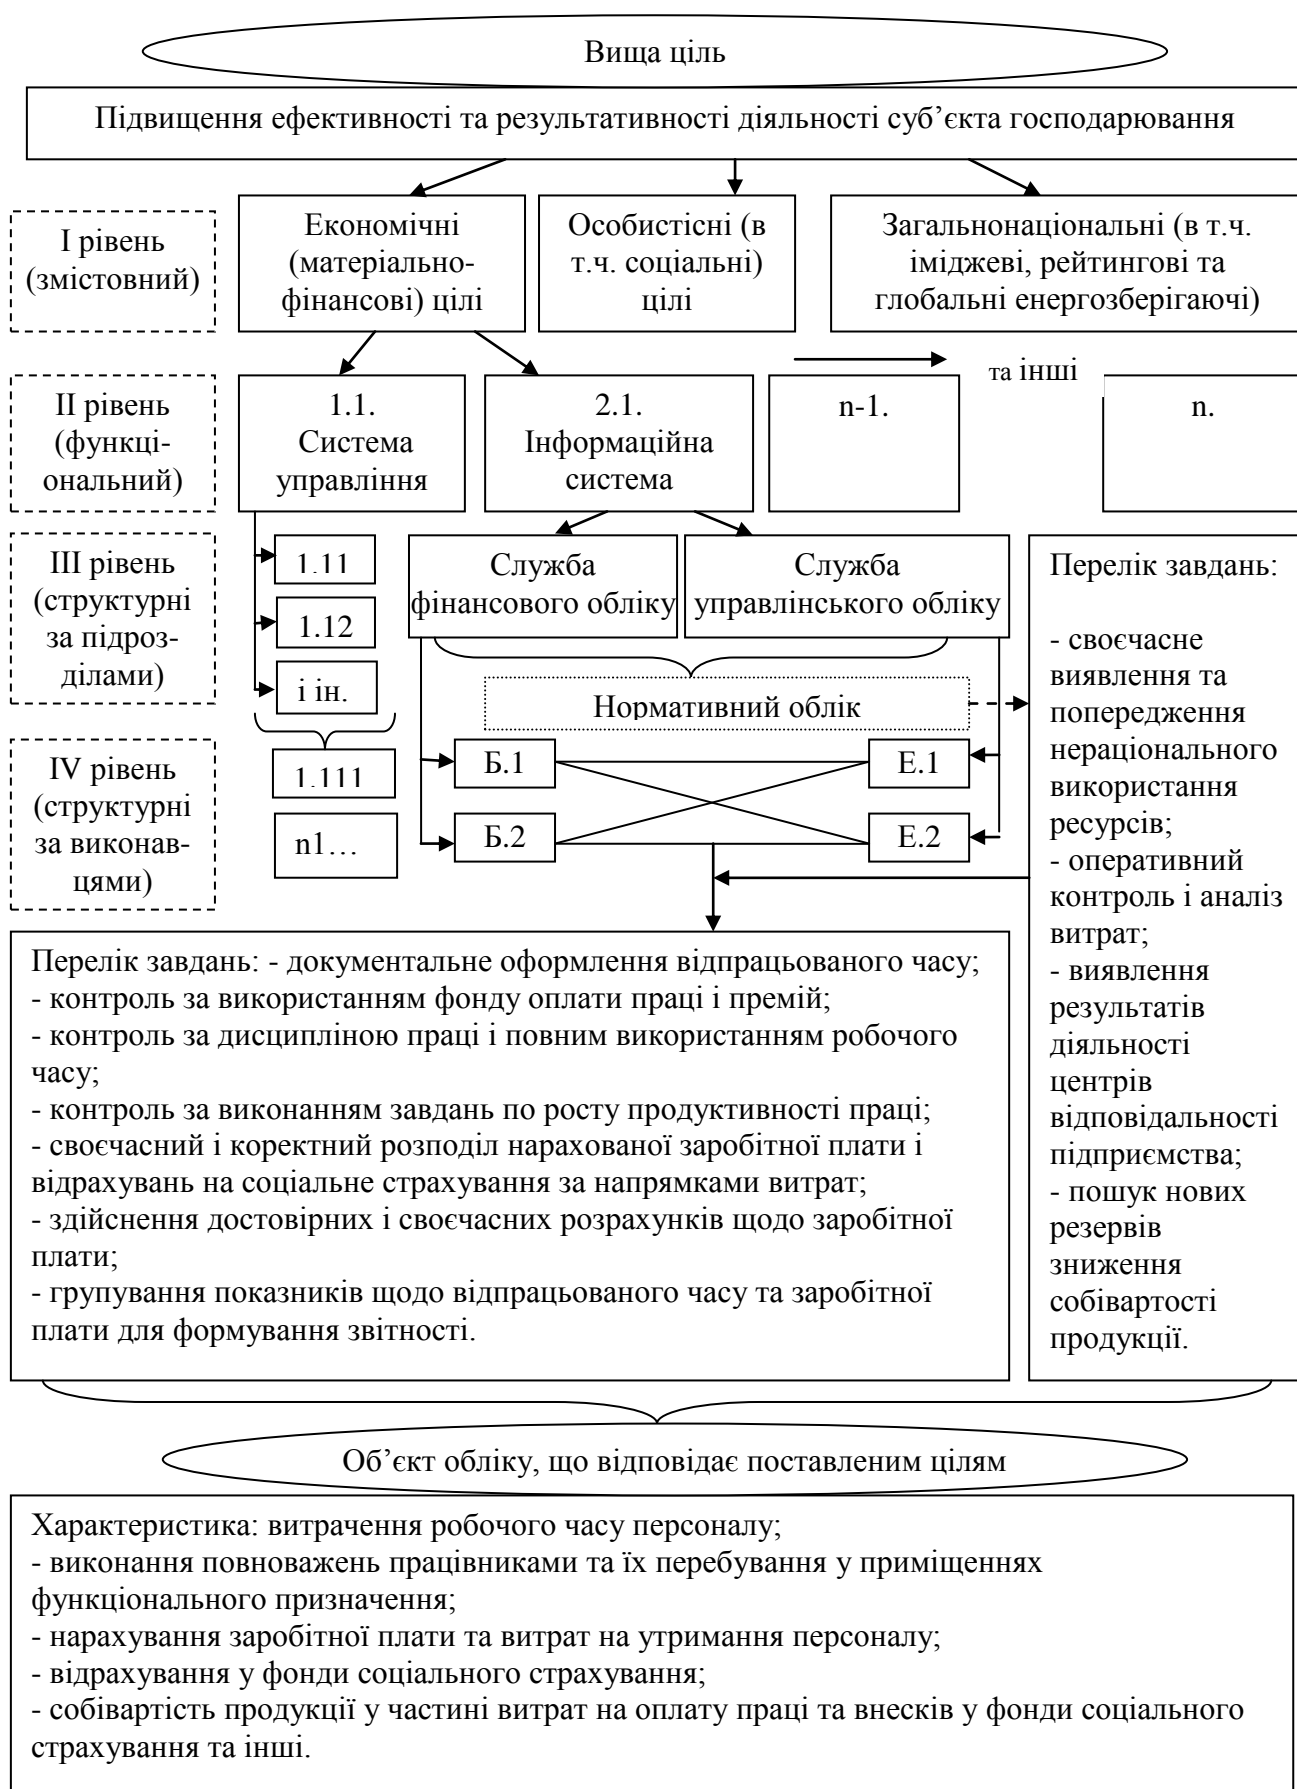 Вища ціль
Підвищення ефективності та результативності діяльності суб’єкта господарювання
І рівень
(змістовний)
Економічні
(матеріально-
фінансові) цілі
Особистісні (в
т.ч. соціальні)
цілі
Загальнонаціональні (в т.ч.
іміджеві, рейтингові та
глобальні енергозберігаючі)
та інші
ІІ рівень
(функці-
ональний)
1.1.
Система
управління
2.1.
Інформаційна
система
n-1.
n.
ІІІ рівень
(структурні
за підроз-
ділами)
1.11
1.12
і ін.
Служба
фінансового обліку
Служба
управлінського обліку
Нормативний облік
IV рівень
(структурні
за виконав-
цями)
1.111
n1…
Б.1
Е.1
Б.2
Е.2
Перелік завдань:
- своєчасне
виявлення та
попередження
нераціонального
використання
ресурсів;
- оперативний
контроль і аналіз
витрат;
- виявлення
результатів
діяльності
центрів
відповідальності
підприємства;
- пошук нових
резервів
зниження
собівартості
продукції.
Перелік завдань: - документальне оформлення відпрацьованого часу;
- контроль за використанням фонду оплати праці і премій;
- контроль за дисципліною праці і повним використанням робочого
часу;
- контроль за виконанням завдань по росту продуктивності праці;
- своєчасний і коректний розподіл нарахованої заробітної плати і
відрахувань на соціальне страхування за напрямками витрат;
- здійснення достовірних і своєчасних розрахунків щодо заробітної
плати;
- групування показників щодо відпрацьованого часу та заробітної
плати для формування звітності.
Об’єкт обліку, що відповідає поставленим цілям
Характеристика: витрачення робочого часу персоналу;
- виконання повноважень працівниками та їх перебування у приміщеннях
функціонального призначення;
- нарахування заробітної плати та витрат на утримання персоналу;
- відрахування у фонди соціального страхування;
- собівартість продукції у частині витрат на оплату праці та внесків у фонди соціального
страхування та інші.